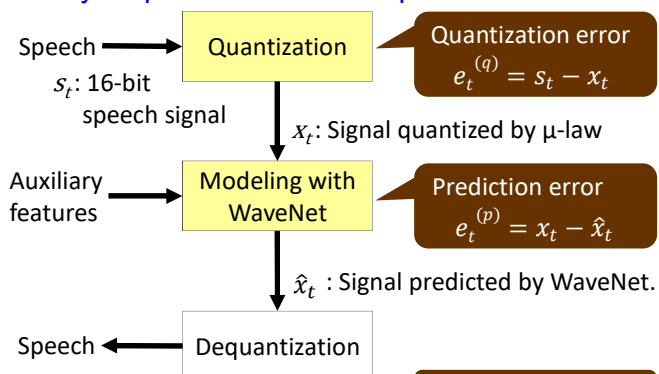 Speech
Quantization
Quantization error
e_t^(q) = s_t − x_t
s_t: 16-bit
speech signal
x_t: Signal quantized by μ-law
Auxiliary
features
Modeling with
WaveNet
Prediction error
e_t^(p) = x_t − x̂_t
x̂_t : Signal predicted by WaveNet.
Speech
Dequantization